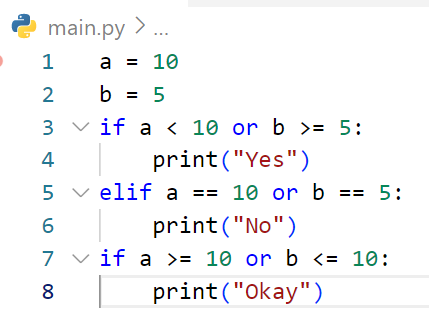 main.py > ...
1 a = 10
2 b = 5
3 if a < 10 or b >= 5:
4 print("Yes")
5 elif a == 10 or b == 5:
6 print("No")
7 if a >= 10 or b <= 10:
8 print("Okay")